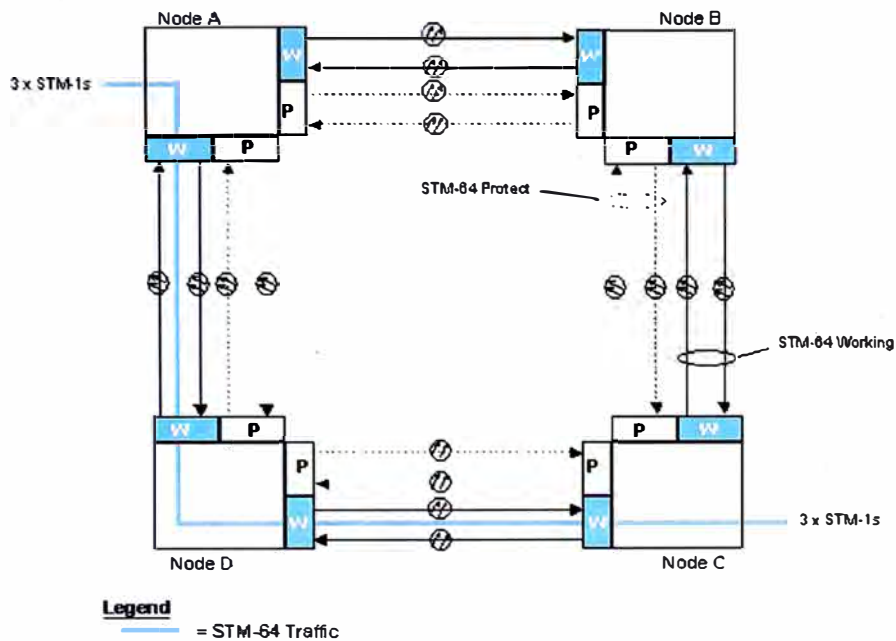 Node A
Node B
3 x STM-1s
W
W
P
P
W
P
P
W
STM-64 Protect
STM-64 Working
W
P
P
W
P
P
W
W
3 x STM-1s
Node D
Node C
Legend
= STM-64 Traffic